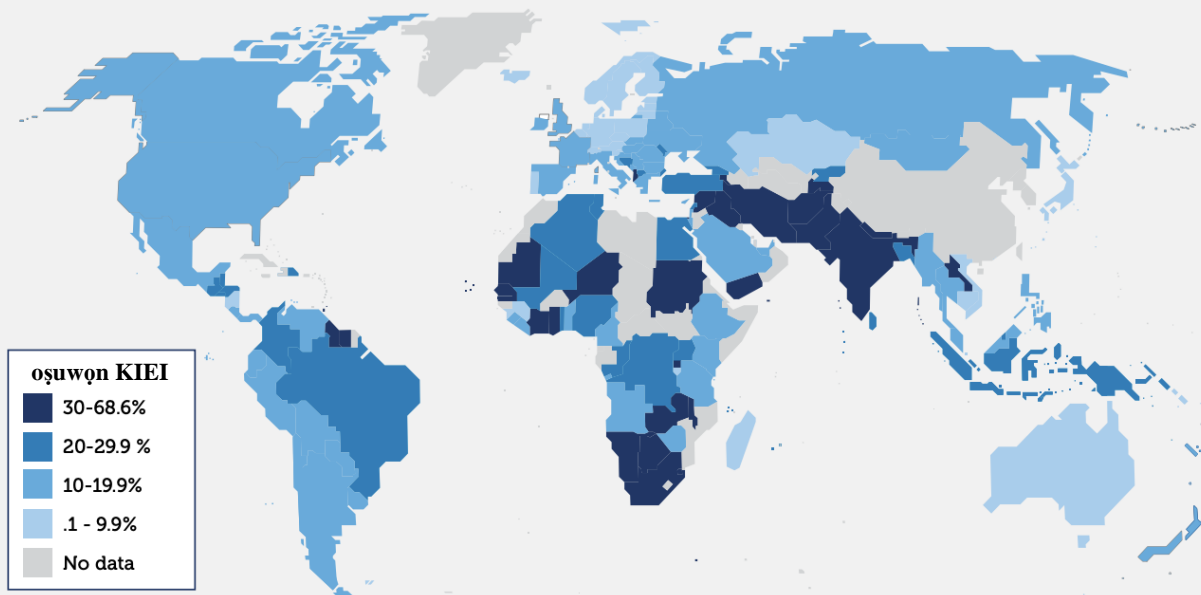 oṣuwọn KIEI
30-68.6%
20-29.9 %
10-19.9%
.1 - 9.9%
No data